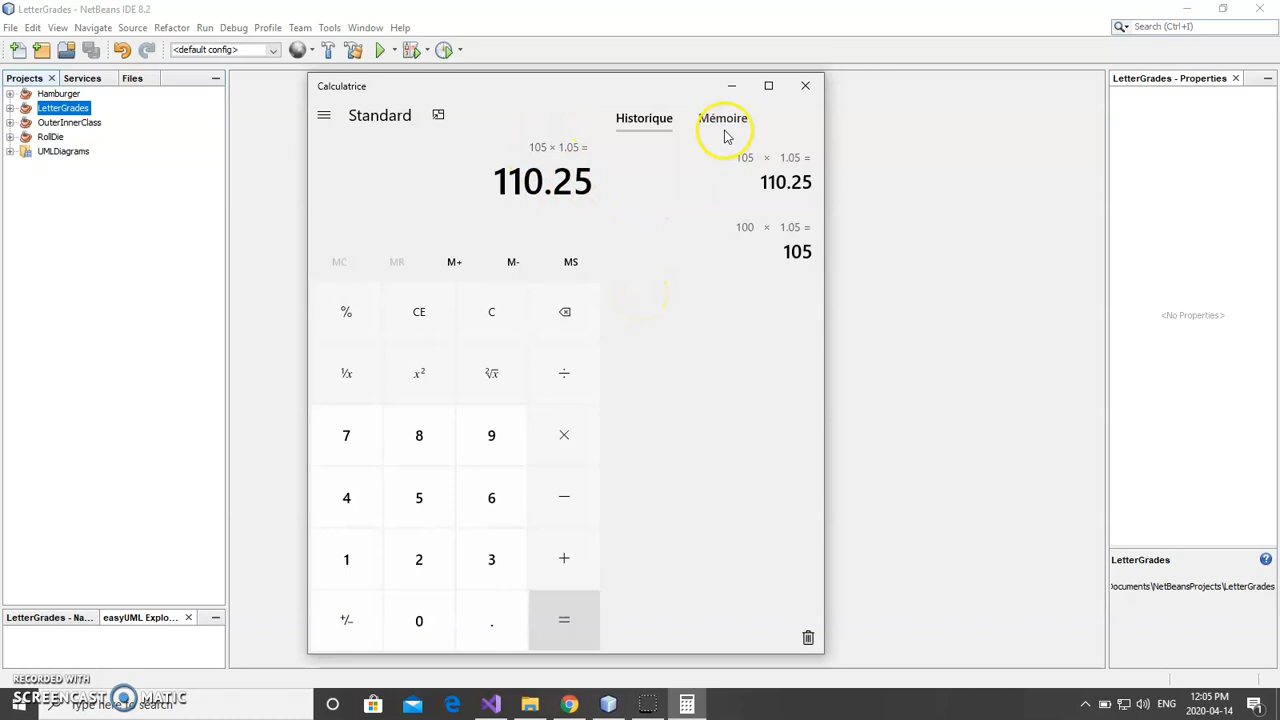 LetterGrades - NetBeans IDE 8.2
File Edit View Navigate Source Refactor Run Debug Profile Team Tools Window Help
Search (Ctrl+I)
<default config>
Projects Services Files
LetterGrades - Properties
Hamburger
LetterGrades
OuterInnerClass
RollDie
UMLDiagrams
Calculatrice
Standard
Historique Mémoire
105 × 1.05 =
110.25
105 × 1.05 =
110.25
100 × 1.05 =
105
MC MR M+ M- MS
% CE C
⅟x x² ²√x ÷
7 8 9 ×
4 5 6 −
1 2 3 +
+/− 0 . =
<No Properties>
LetterGrades
Documents\NetBeansProjects\LetterGrades
LetterGrades - Na... easyUML Explo...
RECORDED WITH
SCREENCAST MATIC
Type here to search
ENG
12:05 PM
2020-04-14
1